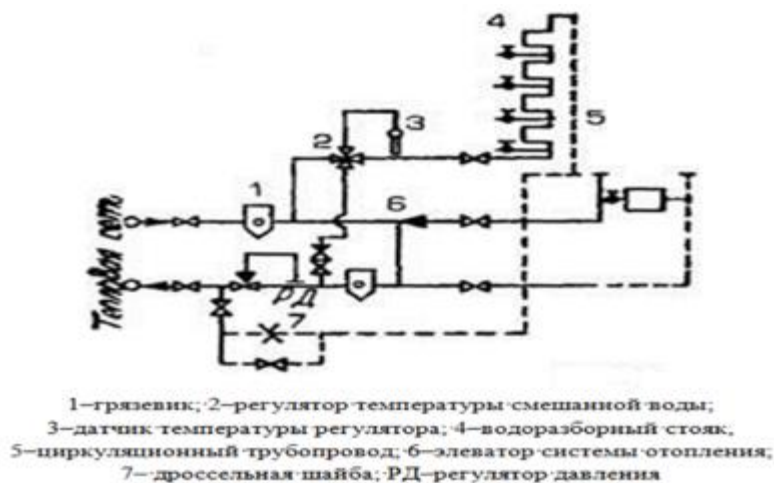 4
3
2
5
1
6
Тепловая сет
РД
7
1–грязевик; 2–регулятор температуры смешанной воды;
3–датчик температуры регулятора; 4–водоразборный стояк,
5–циркуляционный трубопровод; 6–элеватор системы отопления;
7– дроссельная шайба; РД–регулятор давления